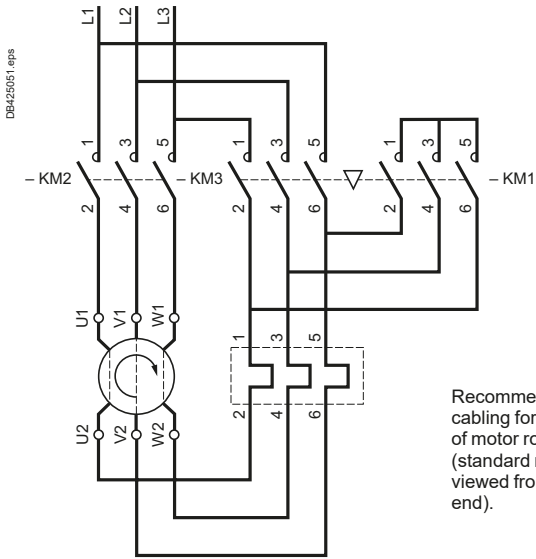 DB425051.eps
L1 L2 L3
1 3 5 1 3 5 1 3 5
– KM2 – KM3 – KM1
2 4 6 2 4 6 2 4 6
U1 V1 W1
1 3 5
2 4 6
U2 V2 W2
Recomme
cabling for
of motor ro
(standard
viewed fro
end).